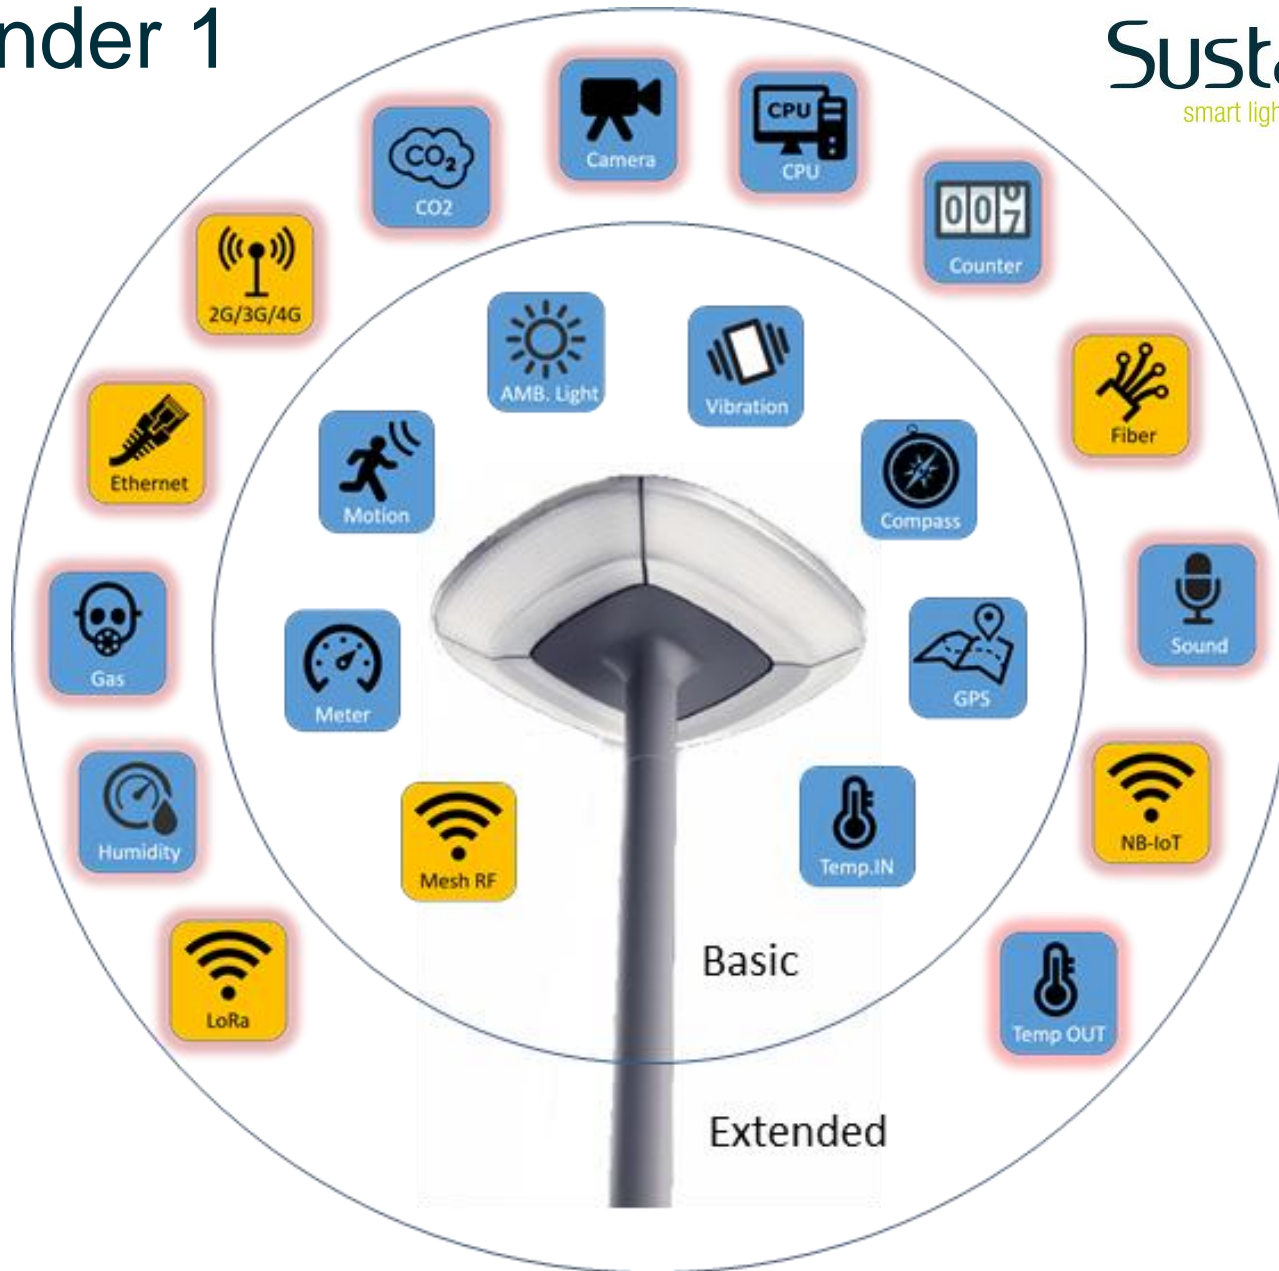 nder 1
Susta
smart ligh
Camera
CPU
CPU
CO₂
CO2
007
Counter
2G/3G/4G
AMB. Light
Vibration
Fiber
Ethernet
Motion
Compass
Sound
Gas
Meter
GPS
Humidity
Mesh RF
Temp.IN
NB-IoT
LoRa
Basic
Temp OUT
Extended